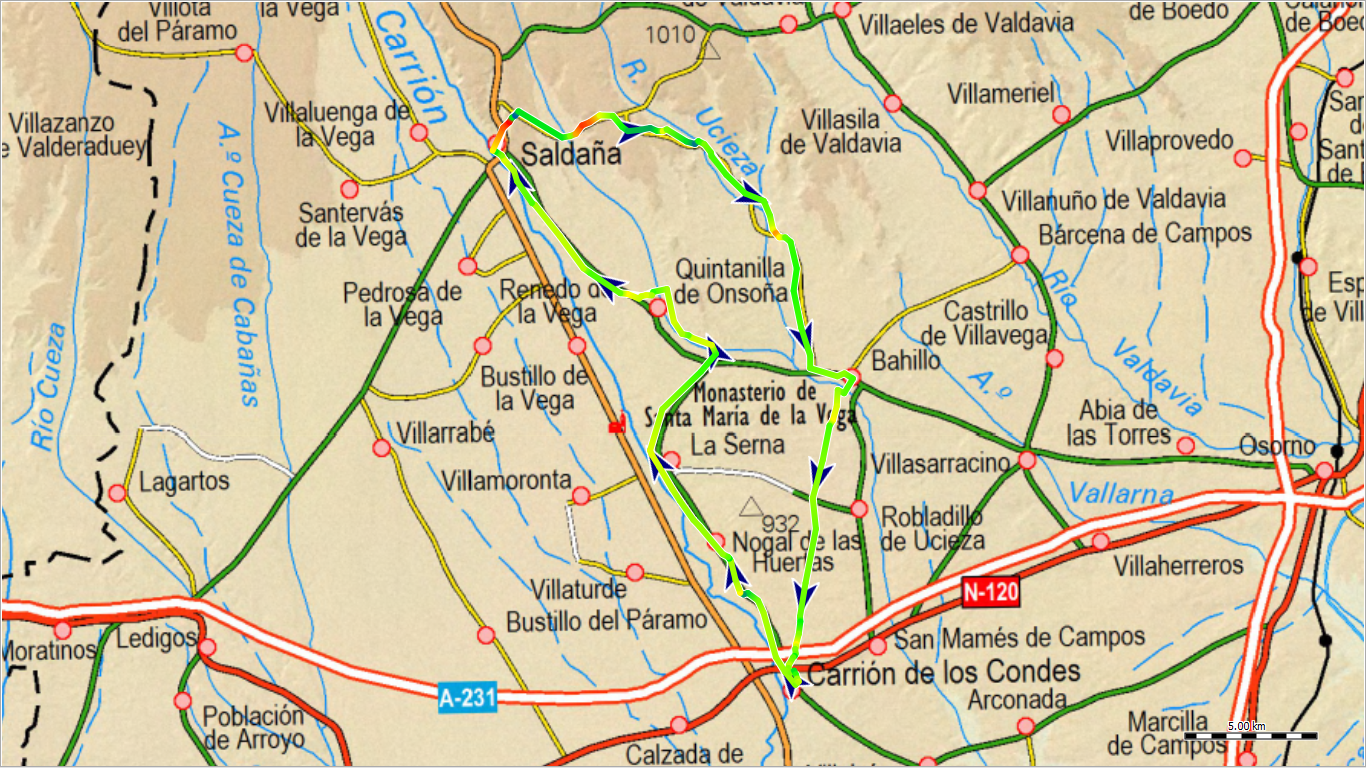 Villota
del Páramo
la Vega
Carrión
1010
R.
Ucieza
Villaeles de Valdavia
de Boedo
de Boedo
Villazanzo
e Valderaduey
A.º Cueza de Cabañas
Villaluenga de
la Vega
Saldaña
Villasila
de Valdavia
Villameriel
Villaprovedo
Santervás
de la Vega
Villanuño de Valdavia
Bárcena de Campos
Pedrosa de
la Vega
Renedo de
la Vega
Quintanilla
de Onsoña
Río
Valdavia
Castrillo
de Villavega
Río Cueza
Bustillo de
la Vega
Bahillo
A.º
Vallarna
Monasterio de
Santa María de la Vega
La Serna
Abia de
las Torres
Osorno
Villarrabé
Villasarracino
Lagartos
Villamoronta
932
Nogal de las
Huertas
Robladillo
de Ucieza
Villaherreros
Villaturde
Bustillo del Páramo
N-120
Moratinos
Ledigos
San Mamés de Campos
Carrión de los Condes
Arconada
A-231
Población
de Arroyo
Calzada de
Marcilla
de Campos
5.00 km